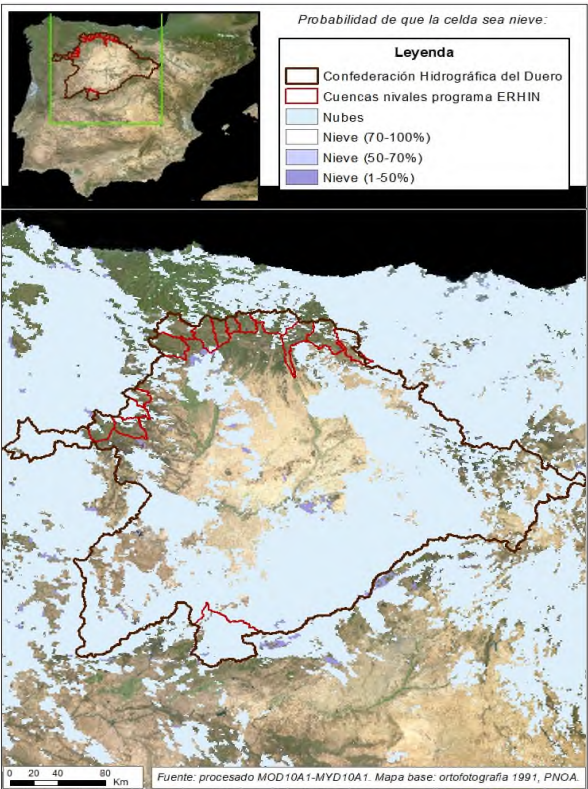 Probabilidad de que la celda sea nieve:
Leyenda
Confederación Hidrográfica del Duero
Cuencas nivales programa ERHIN
Nubes
Nieve (70-100%)
Nieve (50-70%)
Nieve (1-50%)
0 20 40 80
Km
Fuente: procesado MOD10A1-MYD10A1. Mapa base: ortofotografia 1991, PNOA.